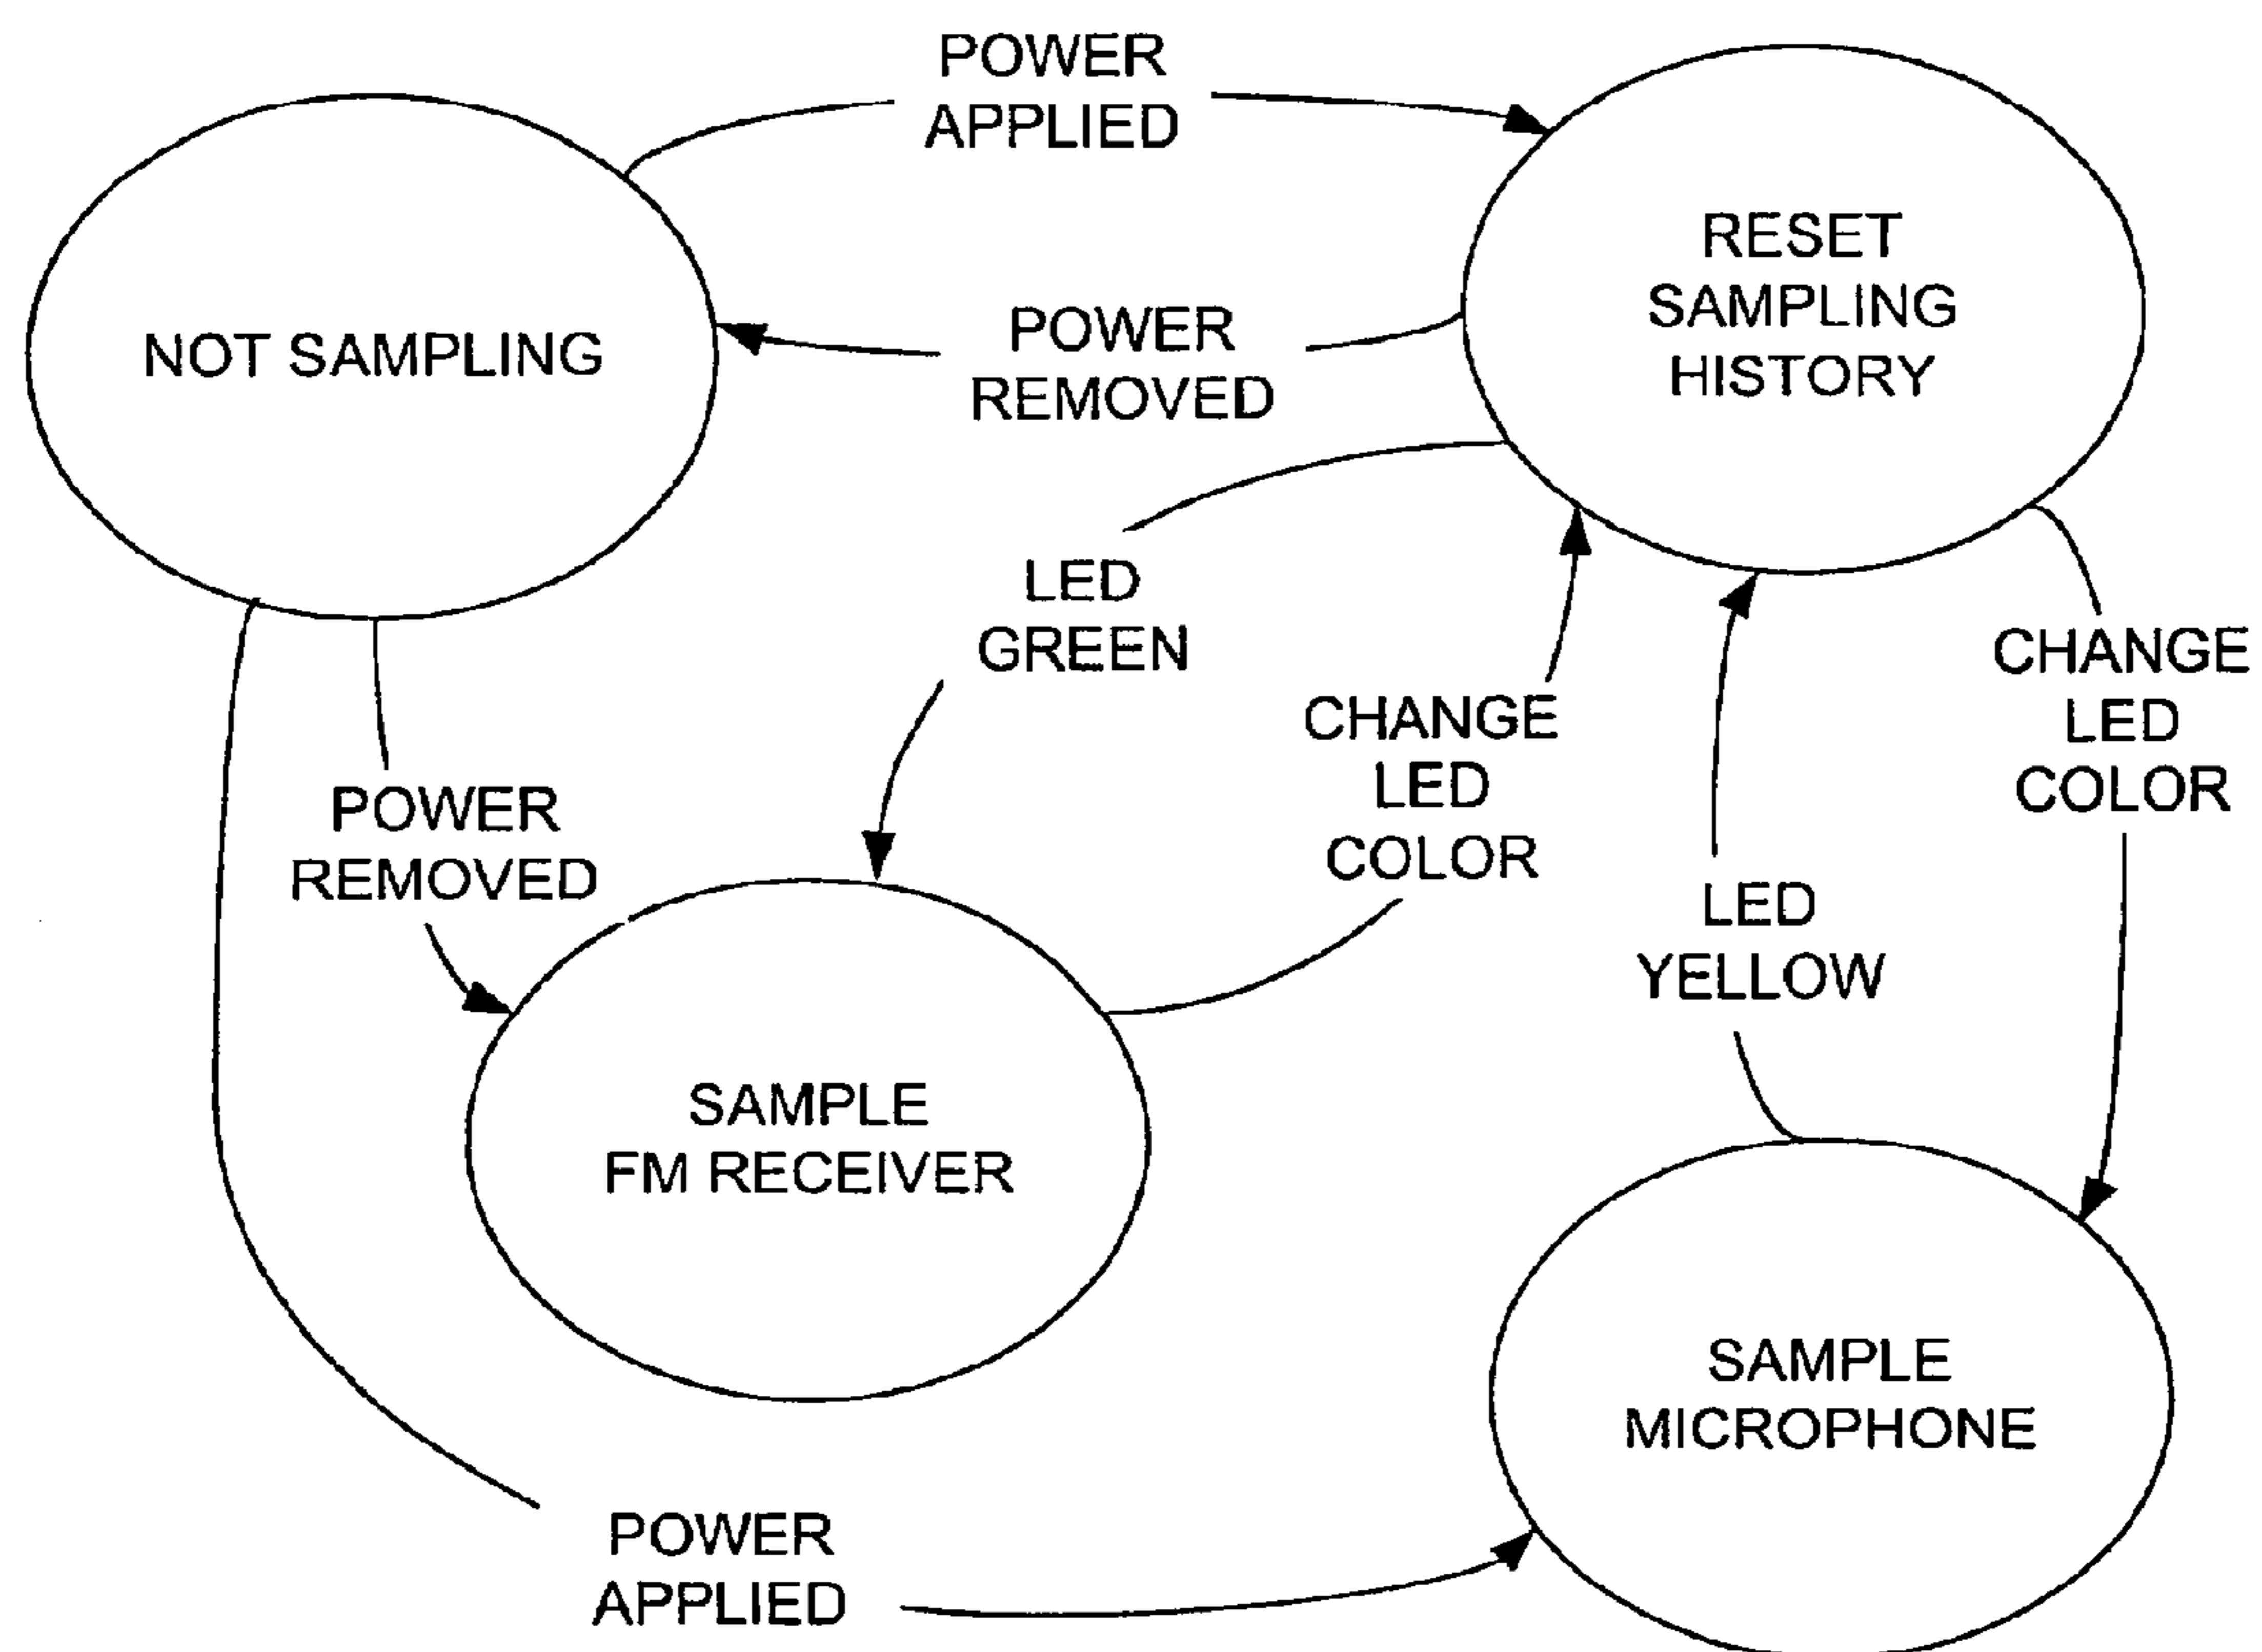 POWER
APPLIED
RESET
SAMPLING
HISTORY
NOT SAMPLING
POWER
REMOVED
LED
GREEN
CHANGE
LED
COLOR
CHANGE
LED
COLOR
POWER
REMOVED
LED
YELLOW
SAMPLE
FM RECEIVER
SAMPLE
MICROPHONE
POWER
APPLIED